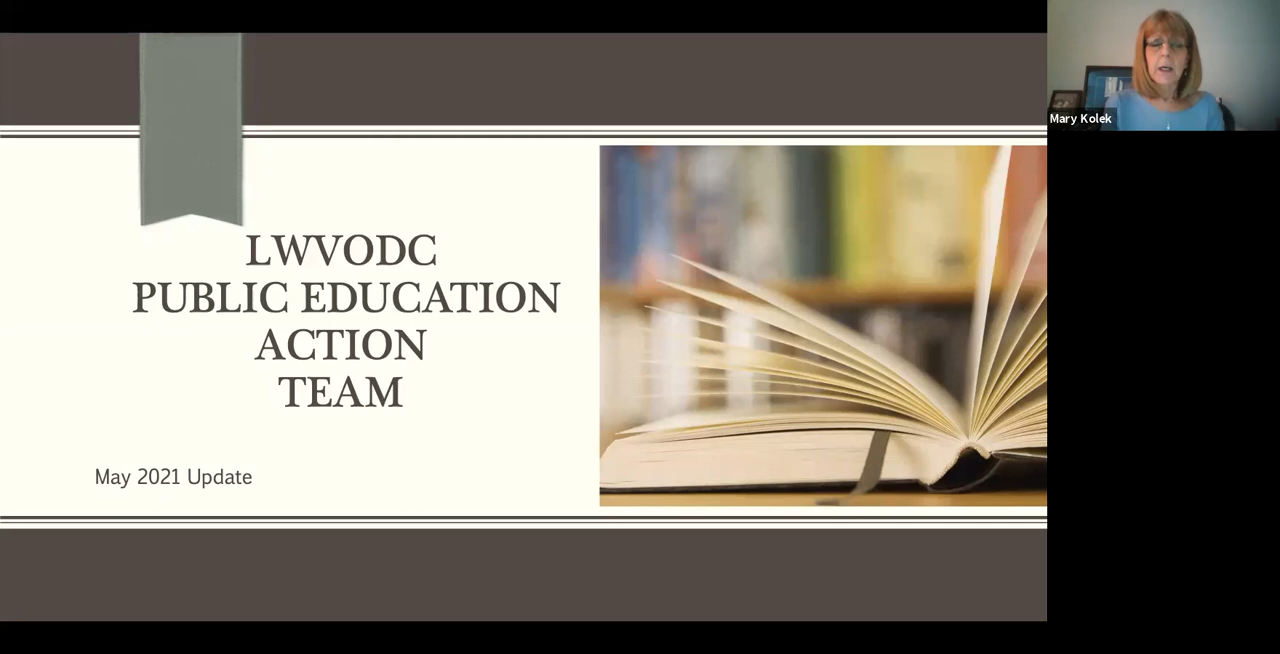 LWVODC
PUBLIC EDUCATION
ACTION
TEAM
May 2021 Update
Mary Kolek